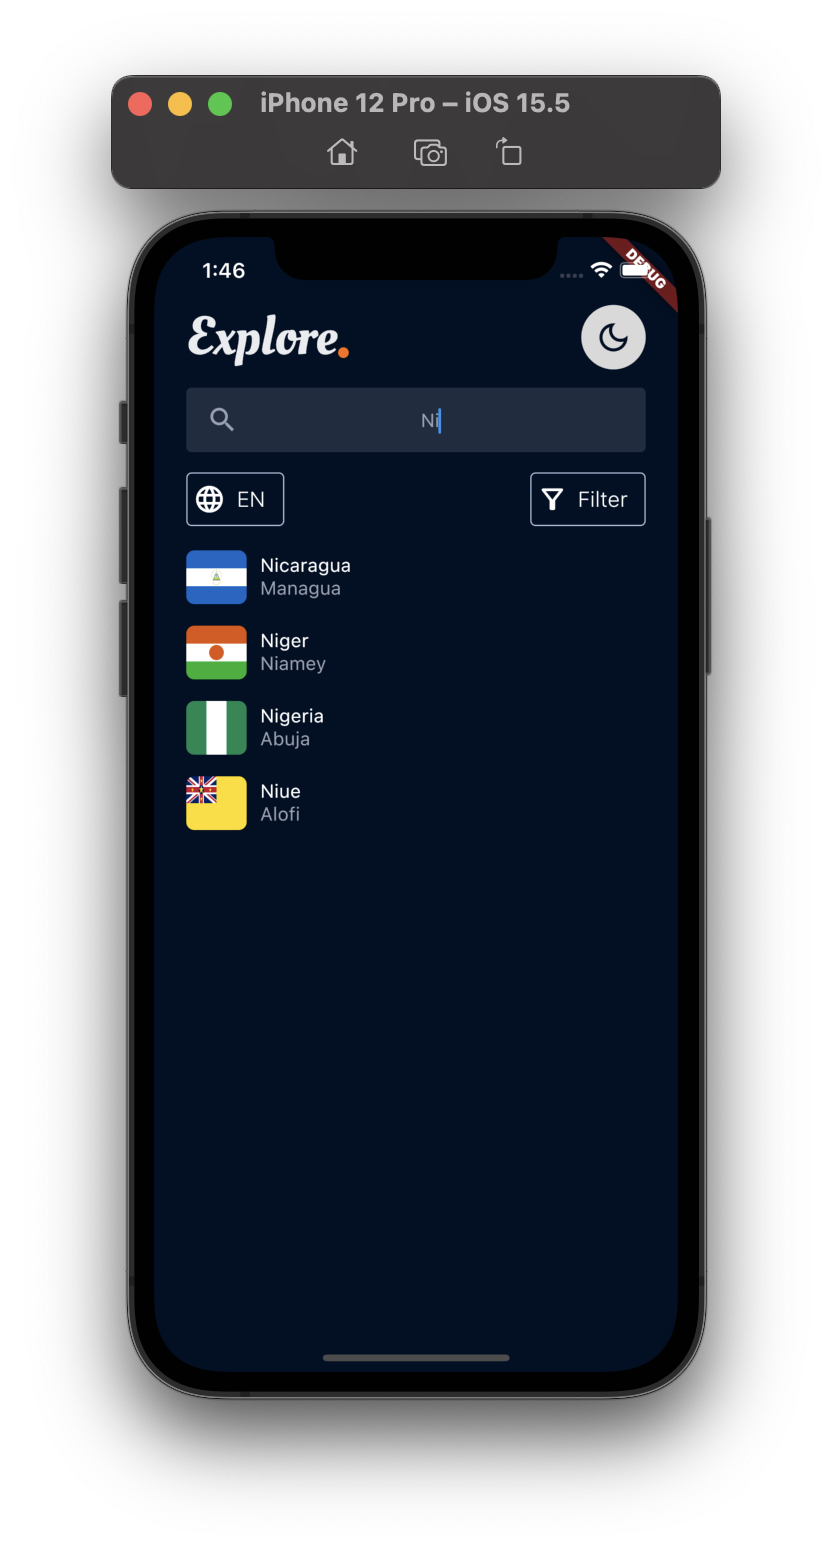 iPhone 12 Pro – iOS 15.5
1:46
DEBUG
Explore.
Ni
EN
Filter
Nicaragua
Managua
Niger
Niamey
Nigeria
Abuja
Niue
Alofi